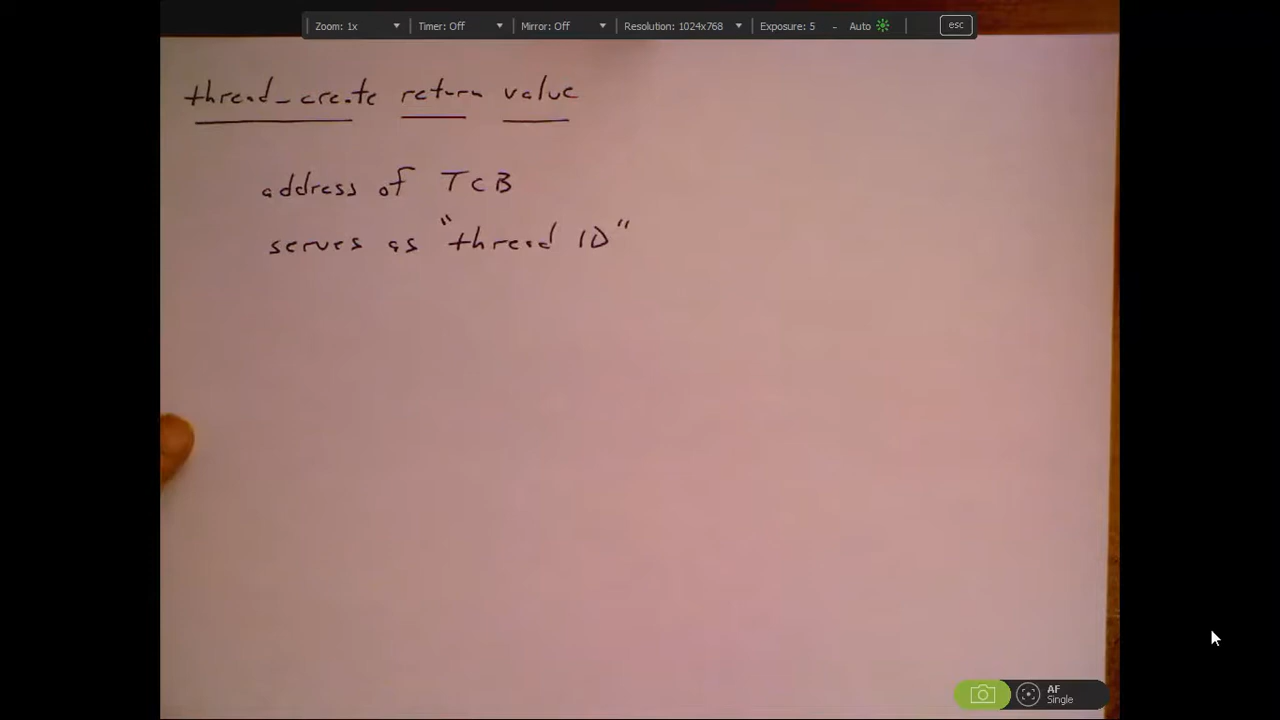 Zoom: 1x Timer: Off Mirror: Off Resolution: 1024x768 Exposure: 5 - Auto esc
thread_create return value
address of TCB
serves as "thread ID"
AF
Single